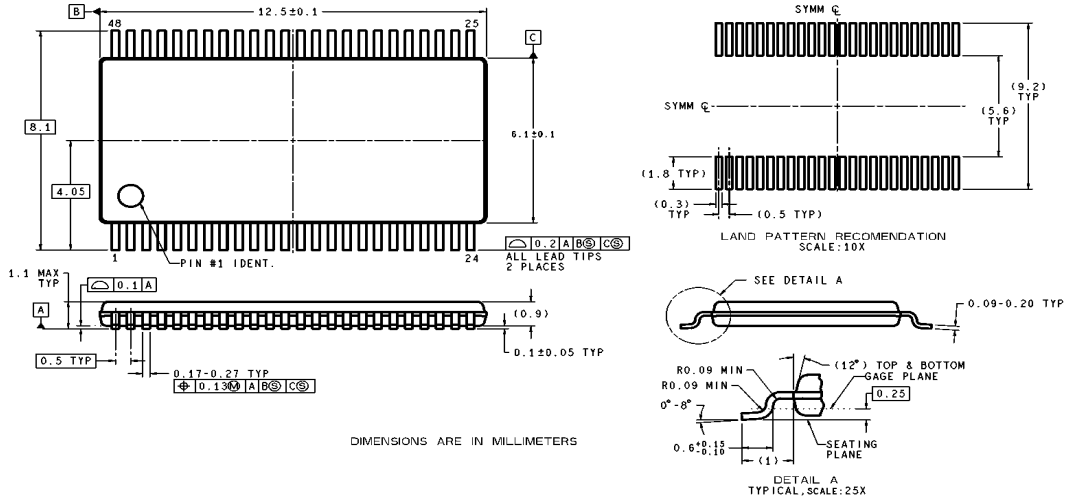 B
12.5±0.1
48
25
C
8.1
4.05
6.1±0.1
1
PIN #1 IDENT.
24
⌓ 0.2 A BⓈ CⓈ
ALL LEAD TIPS
2 PLACES
1.1 MAX
TYP
⌓ 0.1 A
A
(0.9)
0.1±0.05 TYP
0.5 TYP
0.17-0.27 TYP
⌖ 0.13Ⓜ A BⓈ CⓈ
DIMENSIONS ARE IN MILLIMETERS
SYMM ℄
SYMM ℄
(9.2)
TYP
(5.6)
TYP
(1.8 TYP)
(0.3)
TYP
(0.5 TYP)
LAND PATTERN RECOMENDATION
SCALE:10X
SEE DETAIL A
0.09-0.20 TYP
(12°) TOP & BOTTOM
R0.09 MIN
GAGE PLANE
R0.09 MIN
0.25
0°-8°
0.6 +0.15
-0.10
(1)
SEATING
PLANE
DETAIL A
TYPICAL, SCALE:25X